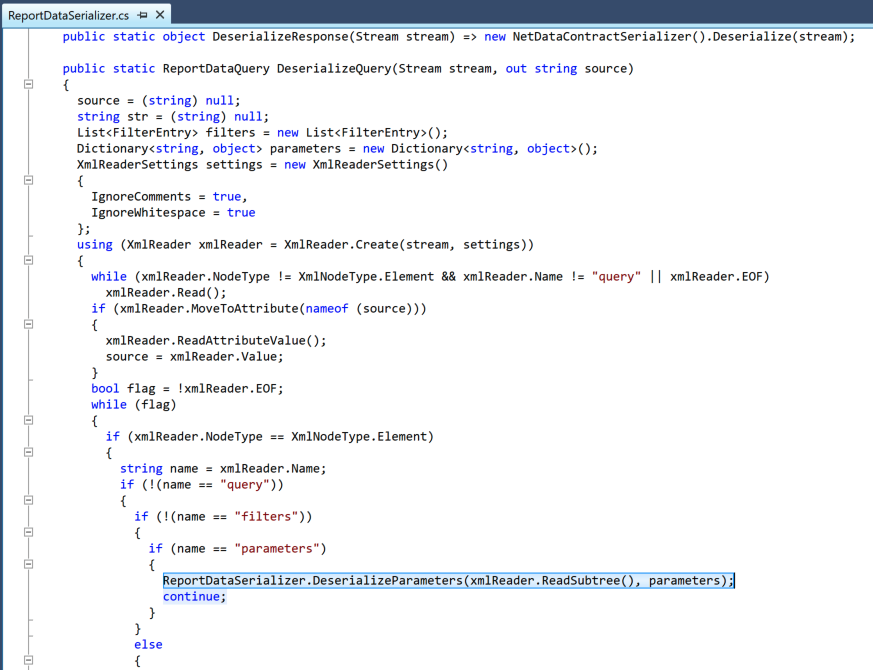 ReportDataSerializer.cs
public static object DeserializeResponse(Stream stream) => new NetDataContractSerializer().Deserialize(stream);
public static ReportDataQuery DeserializeQuery(Stream stream, out string source)
{
source = (string) null;
string str = (string) null;
List<FilterEntry> filters = new List<FilterEntry>();
Dictionary<string, object> parameters = new Dictionary<string, object>();
XmlReaderSettings settings = new XmlReaderSettings()
{
IgnoreComments = true,
IgnoreWhitespace = true
};
using (XmlReader xmlReader = XmlReader.Create(stream, settings))
{
while (xmlReader.NodeType != XmlNodeType.Element && xmlReader.Name != "query" || xmlReader.EOF)
xmlReader.Read();
if (xmlReader.MoveToAttribute(nameof (source)))
{
xmlReader.ReadAttributeValue();
source = xmlReader.Value;
}
bool flag = !xmlReader.EOF;
while (flag)
{
if (xmlReader.NodeType == XmlNodeType.Element)
{
string name = xmlReader.Name;
if (!(name == "query"))
{
if (!(name == "filters"))
{
if (name == "parameters")
{
ReportDataSerializer.DeserializeParameters(xmlReader.ReadSubtree(), parameters);
continue;
}
}
else
{